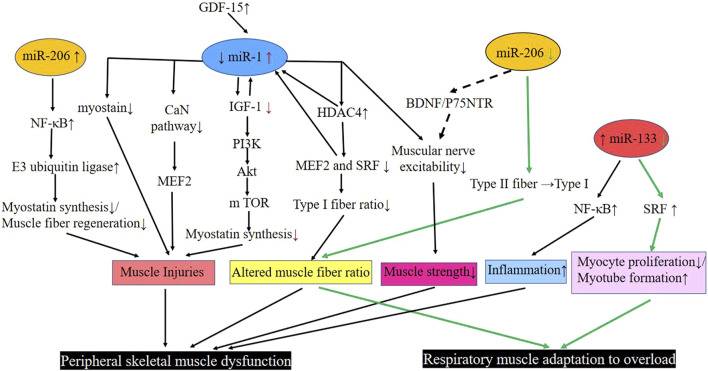 GDF-15↑
miR-206 ↑
↓ miR-1 ↑
miR-206 ↓
myostain↓
CaN
pathway↓
IGF-1 ↓
HDAC4↑
BDNF/P75NTR
↑ miR-133 ↓
NF-κB↑
PI3K
Muscular nerve
excitability↓
E3 ubiquitin ligase↑
MEF2
Akt
MEF2 and SRF ↓
Type II fiber →Type I
Myostatin synthesis↓/
Muscle fiber regeneration↓
m TOR
Type I fiber ratio↓
NF-κB↑
SRF ↑
Myostatin synthesis↓
Muscle Injuries
Altered muscle fiber ratio
Muscle strength↓
Inflammation↑
Myocyte proliferation↓/
Myotube formation↑
Peripheral skeletal muscle dysfunction
Respiratory muscle adaptation to overload